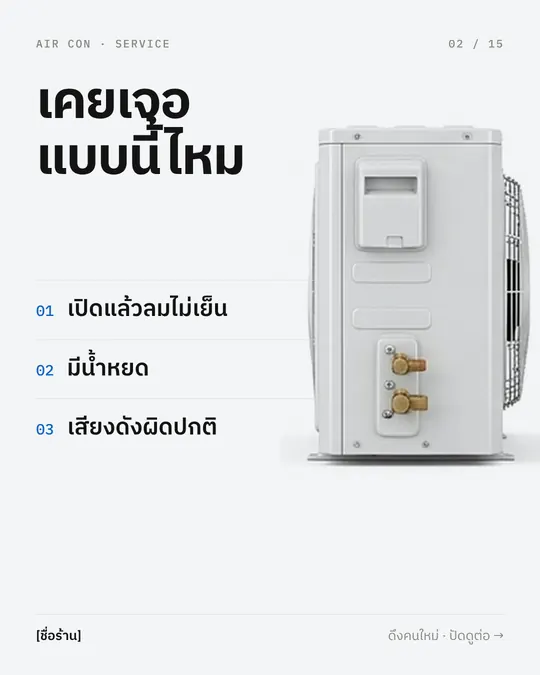 AIR CON · SERVICE
02 / 15
เคยเจอ
แบบนี้ไหม
01 เปิดแล้วลมไม่เย็น
02 มีน้ำหยด
03 เสียงดังผิดปกติ
[ชื่อร้าน]
ดึงคนใหม่ · ปัดดูต่อ →